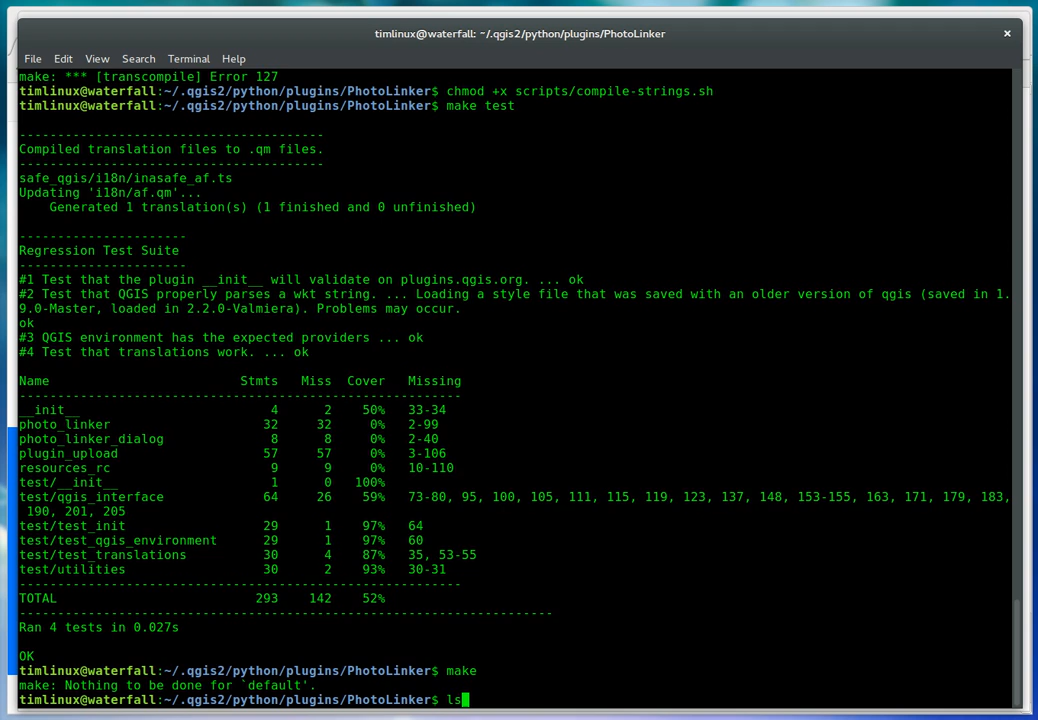 timlinux@waterfall: ~/.qgis2/python/plugins/PhotoLinker
File Edit View Search Terminal Help
make: *** [transcompile] Error 127
timlinux@waterfall:~/.qgis2/python/plugins/PhotoLinker$ chmod +x scripts/compile-strings.sh
timlinux@waterfall:~/.qgis2/python/plugins/PhotoLinker$ make test
----------------------------------------
Compiled translation files to .qm files.
----------------------------------------
safe_qgis/i18n/inasafe_af.ts
Updating 'i18n/af.qm'...
    Generated 1 translation(s) (1 finished and 0 unfinished)
----------------------
Regression Test Suite
----------------------
#1 Test that the plugin __init__ will validate on plugins.qgis.org. ... ok
#2 Test that QGIS properly parses a wkt string. ... Loading a style file that was saved with an older version of qgis (saved in 1.
9.0-Master, loaded in 2.2.0-Valmiera). Problems may occur.
ok
#3 QGIS environment has the expected providers ... ok
#4 Test that translations work. ... ok
Name                         Stmts   Miss  Cover   Missing
----------------------------------------------------------
__init__                         4      2    50%   33-34
photo_linker                    32     32     0%   2-99
photo_linker_dialog              8      8     0%   2-40
plugin_upload                   57     57     0%   3-106
resources_rc                     9      9     0%   10-110
test/__init__                    1      0   100%
test/qgis_interface             64     26    59%   73-80, 95, 100, 105, 111, 115, 119, 123, 137, 148, 153-155, 163, 171, 179, 183,
 190, 201, 205
test/test_init                  29      1    97%   64
test/test_qgis_environment      29      1    97%   60
test/test_translations          30      4    87%   35, 53-55
test/utilities                  30      2    93%   30-31
----------------------------------------------------------
TOTAL                          293    142    52%
----------------------------------------------------------------------
Ran 4 tests in 0.027s
OK
timlinux@waterfall:~/.qgis2/python/plugins/PhotoLinker$ make
make: Nothing to be done for `default'.
timlinux@waterfall:~/.qgis2/python/plugins/PhotoLinker$ ls